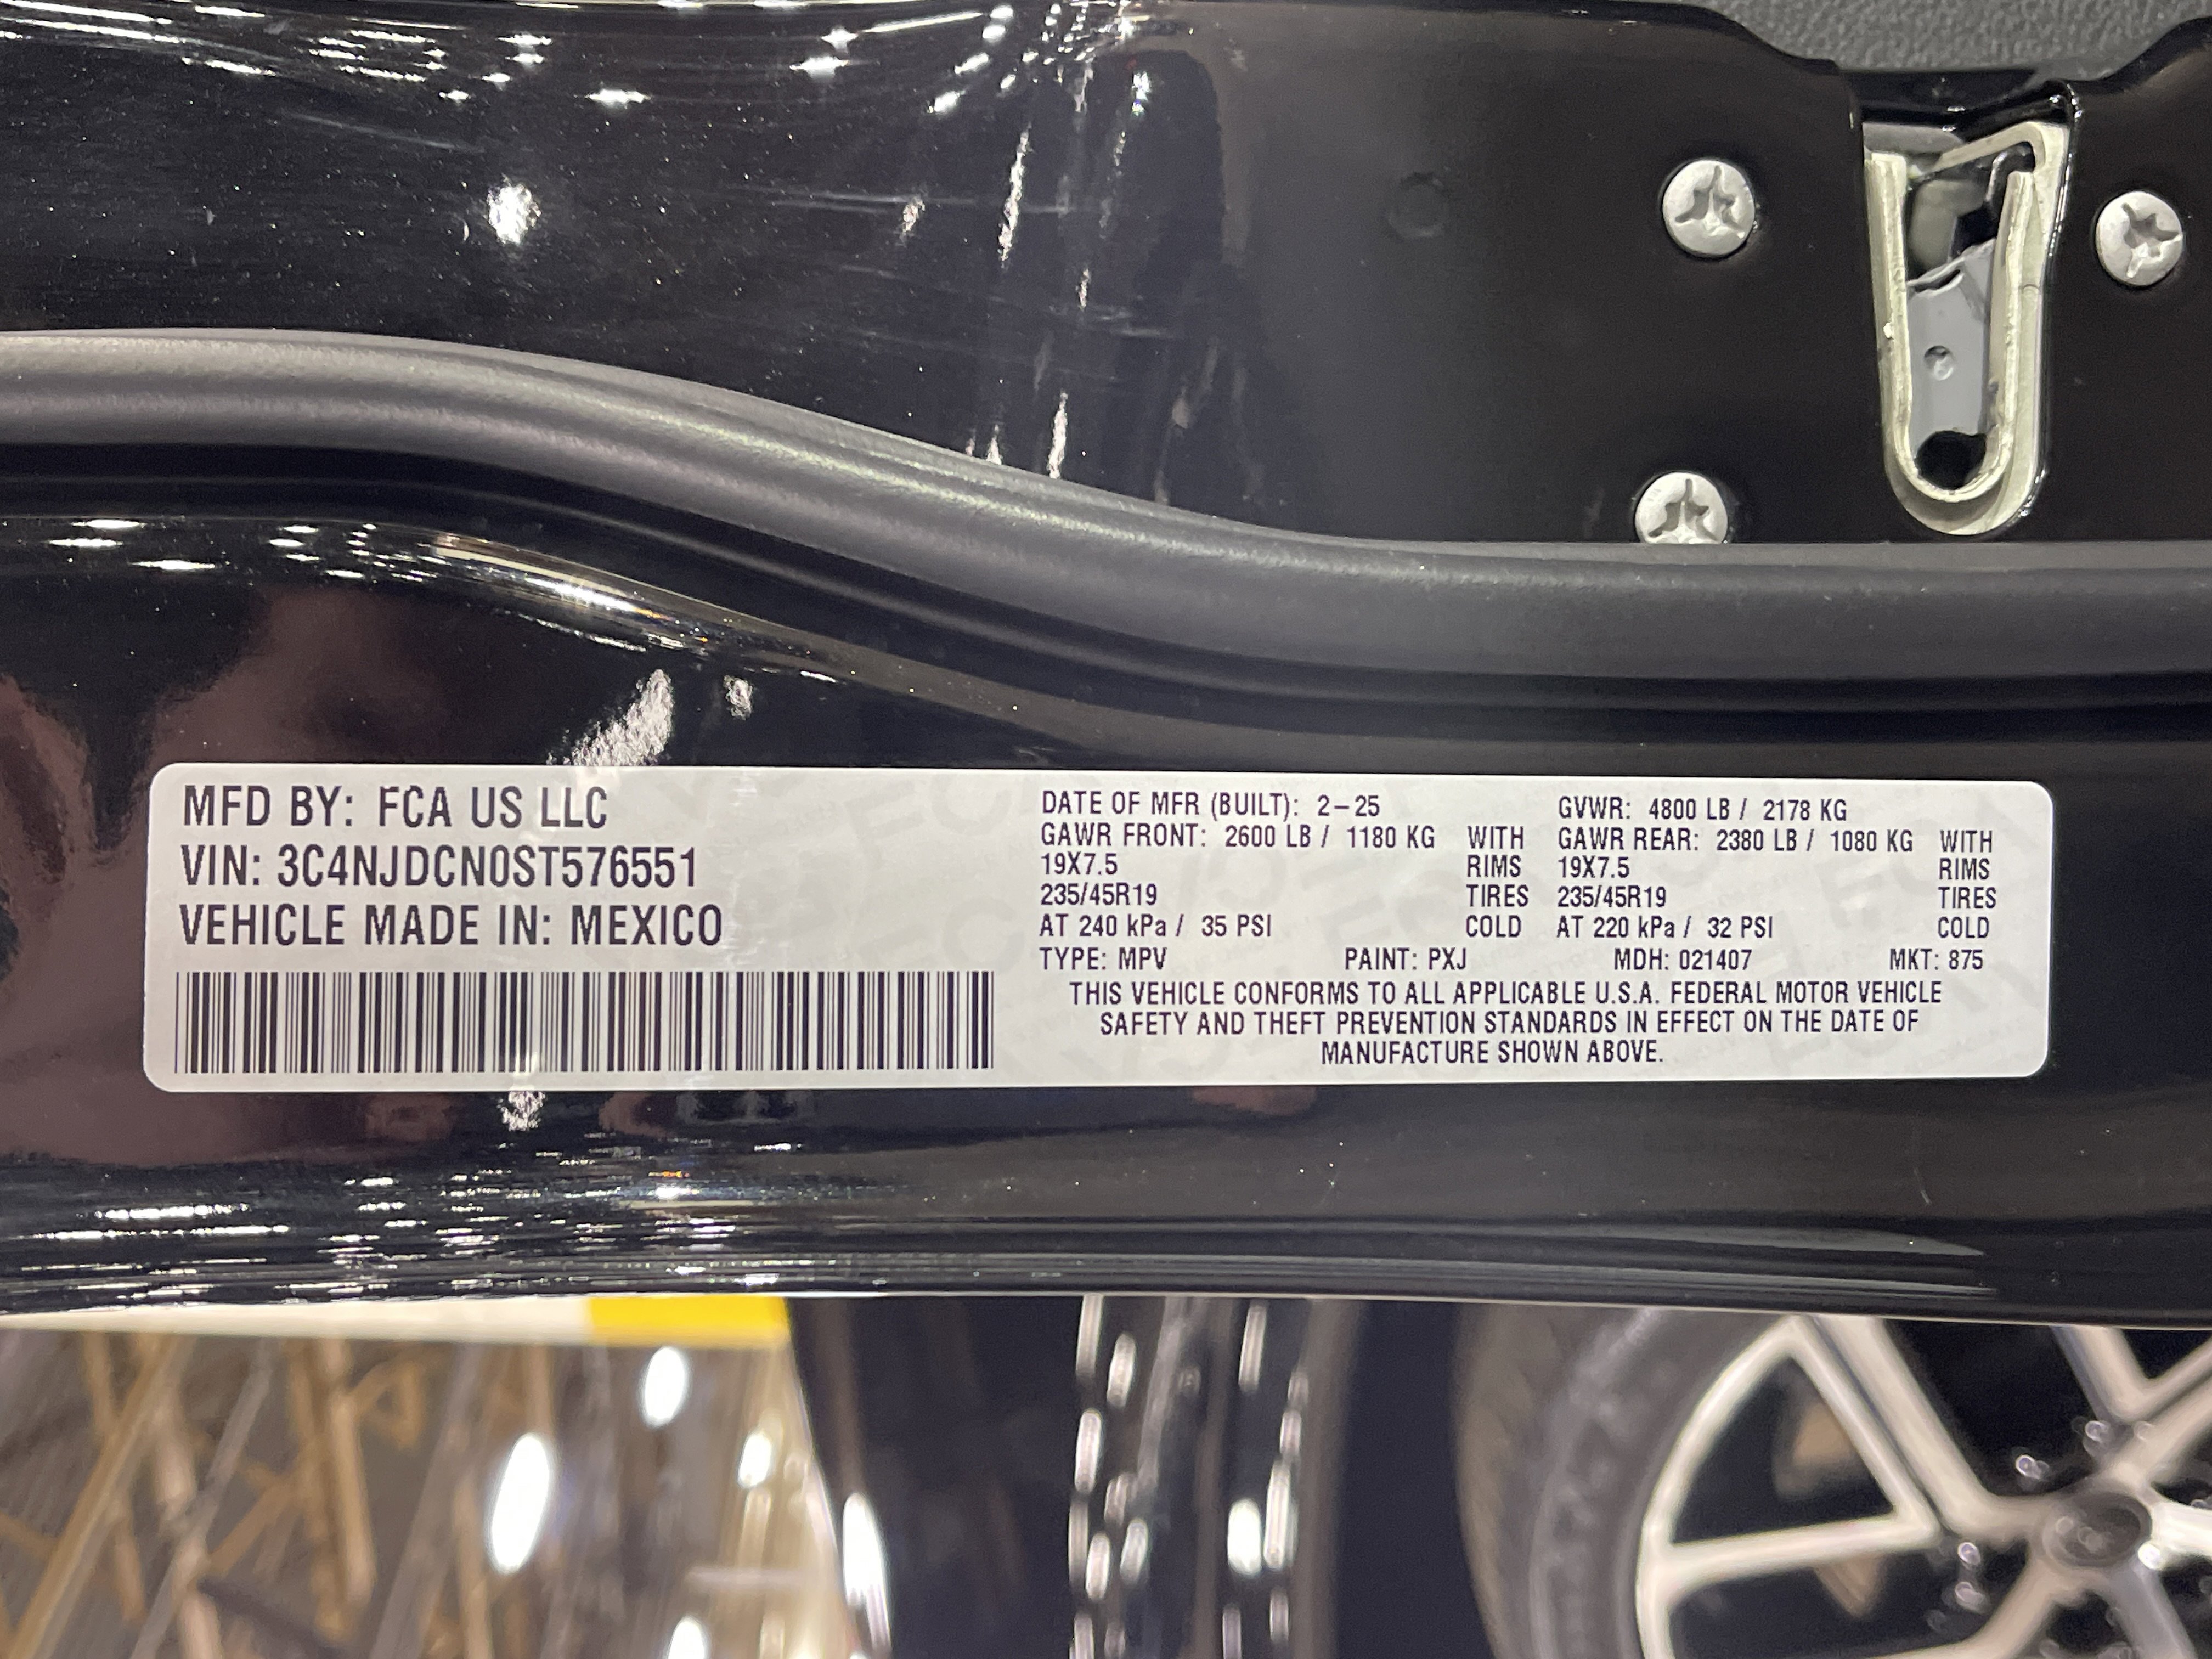 MFD BY: FCA US LLC
VIN: 3C4NJDCN0ST576551
VEHICLE MADE IN: MEXICO
DATE OF MFR (BUILT): 2-25 GVWR: 4800 LB / 2178 KG
GAWR FRONT: 2600 LB / 1180 KG WITH GAWR REAR: 2380 LB / 1080 KG WITH
19X7.5 RIMS 19X7.5 RIMS
235/45R19 TIRES 235/45R19 TIRES
AT 240 kPa / 35 PSI COLD AT 220 kPa / 32 PSI COLD
TYPE: MPV PAINT: PXJ MDH: 021407 MKT: 875
THIS VEHICLE CONFORMS TO ALL APPLICABLE U.S.A. FEDERAL MOTOR VEHICLE
SAFETY AND THEFT PREVENTION STANDARDS IN EFFECT ON THE DATE OF
MANUFACTURE SHOWN ABOVE.